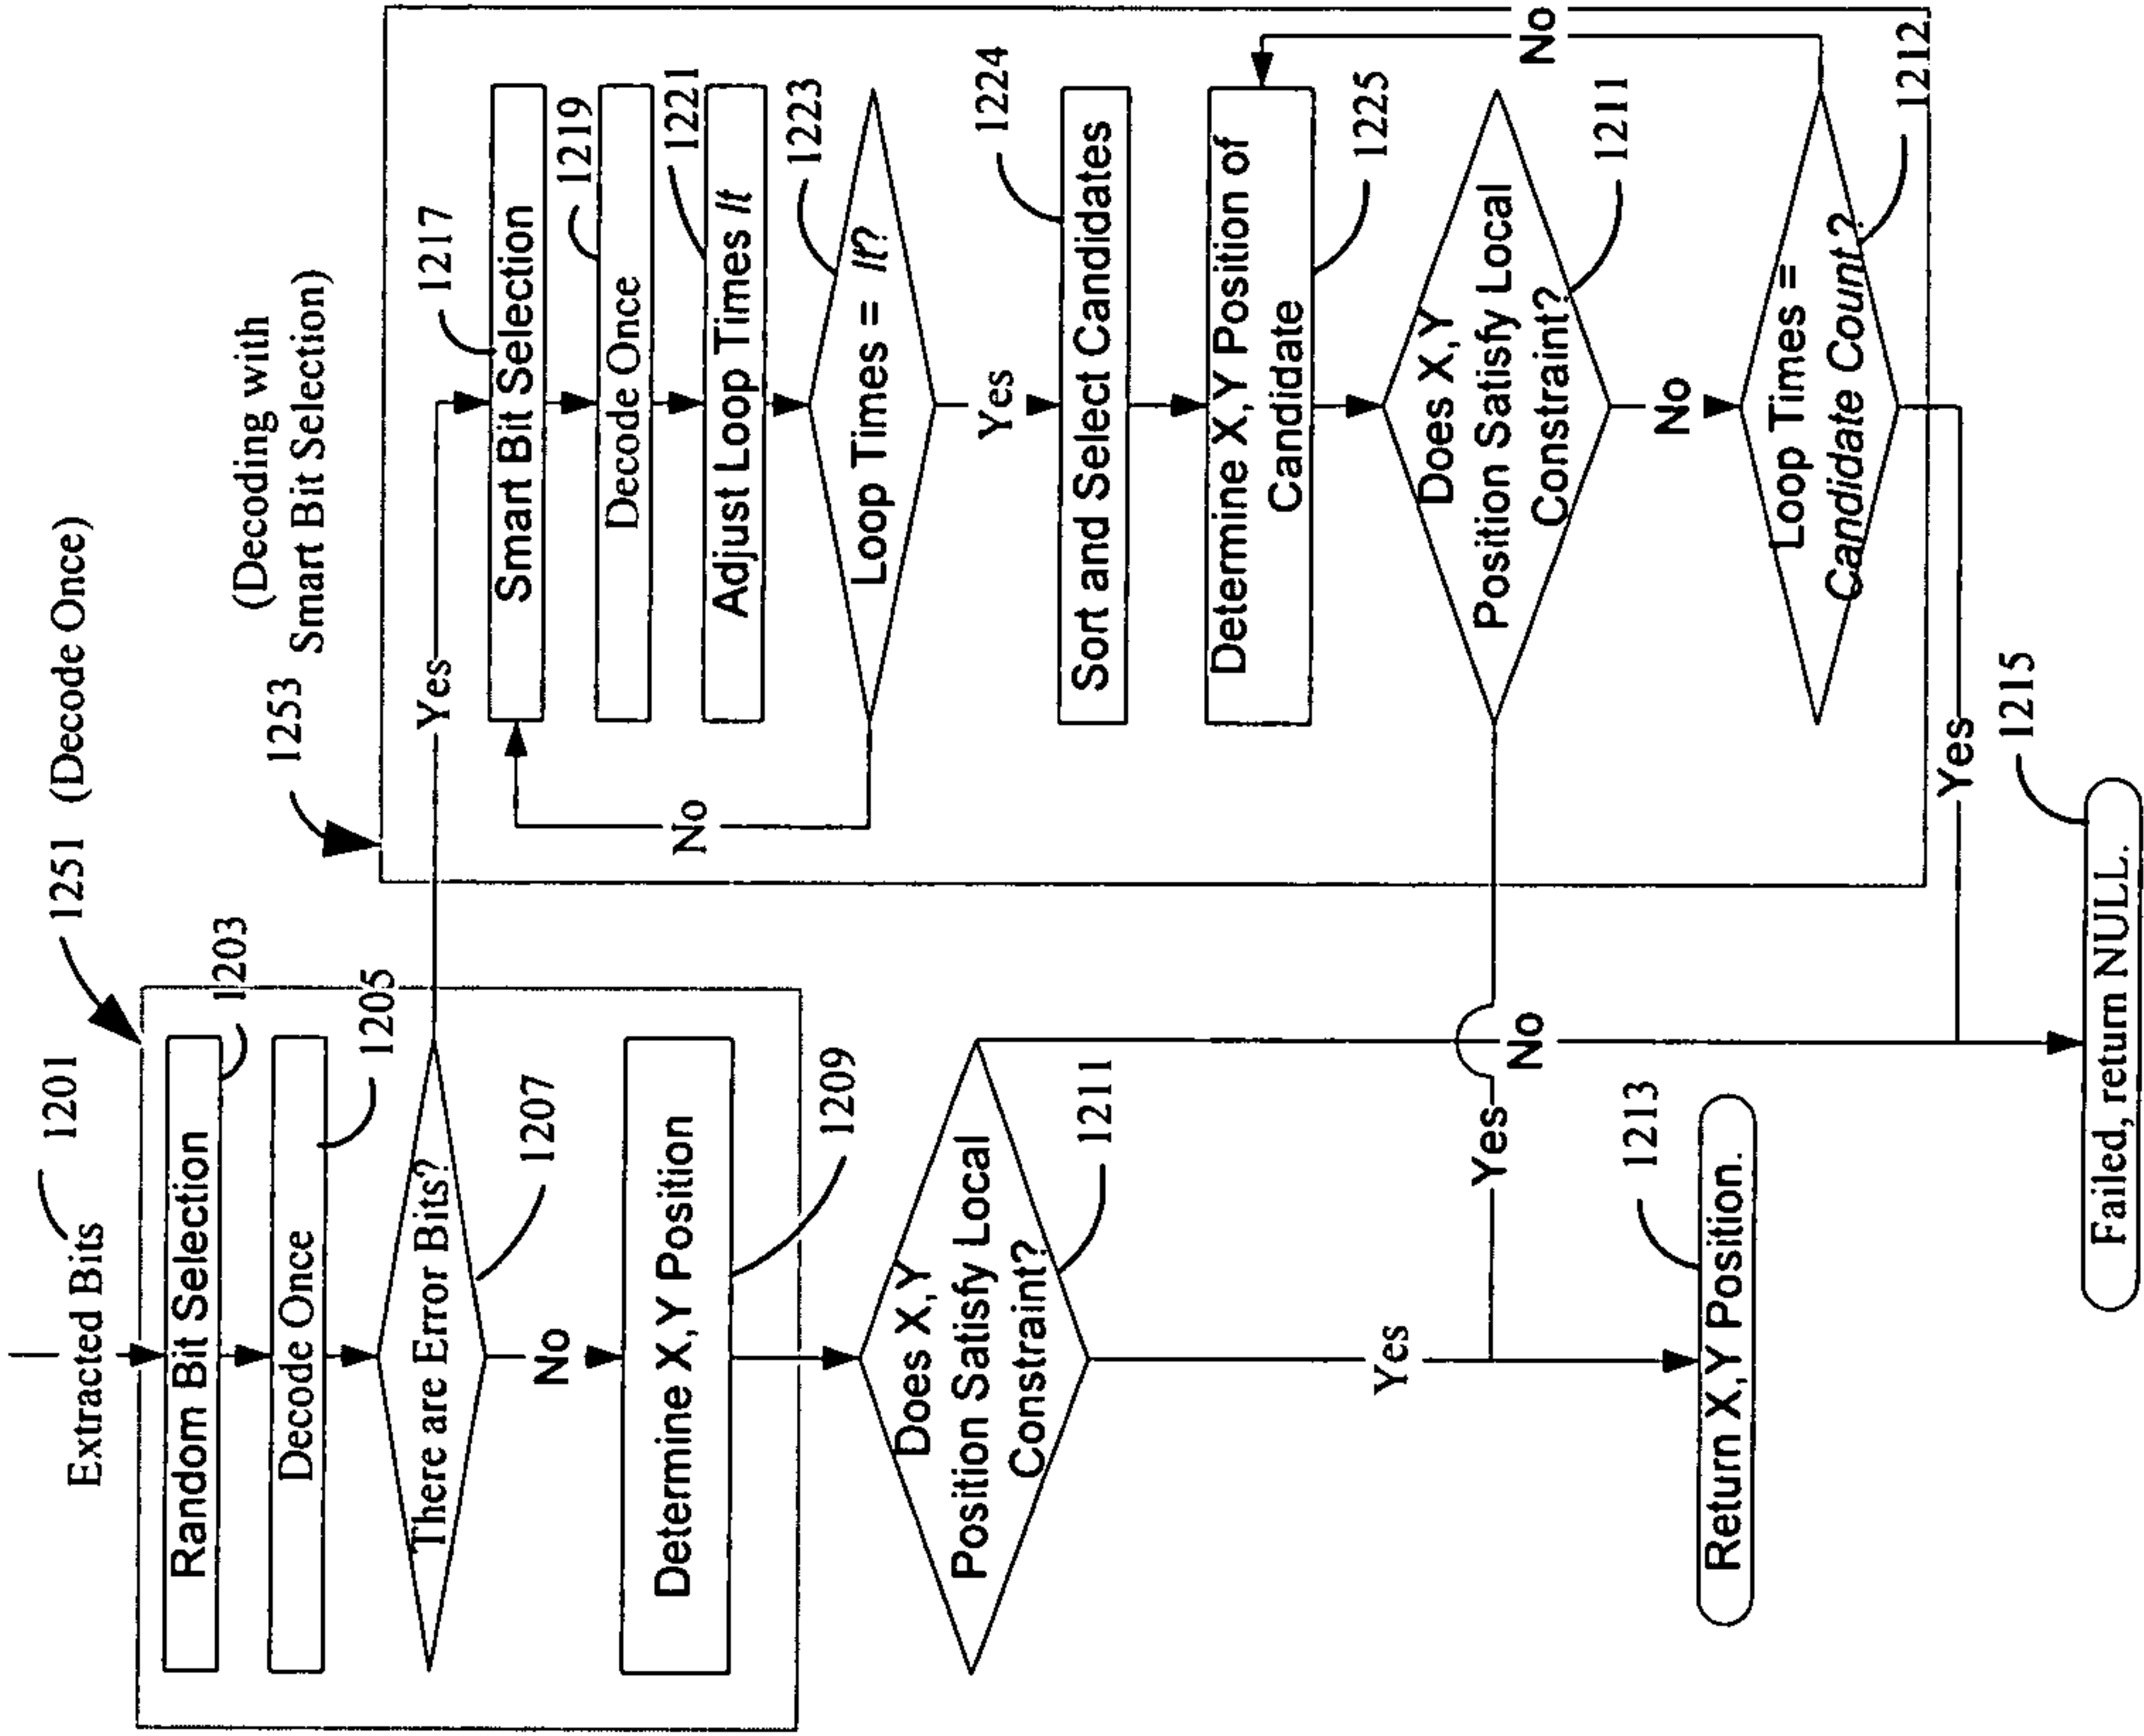 1201
Extracted Bits
1251 (Decode Once)
Random Bit Selection
1203
Decode Once
1205
There are Error Bits?
1207
No
Yes
Determine X,Y Position
1209
Does X,Y
Position Satisfy Local
Constraint?
1211
Yes
No
Return X,Y Position.
1213
1253
(Decoding with
Smart Bit Selection)
Smart Bit Selection
1217
Decode Once
1219
Adjust Loop Times lt
1221
Loop Times = lt?
1223
No
Yes
Sort and Select Candidates
1224
Determine X,Y Position of
Candidate
1225
Does X,Y
Position Satisfy Local
Constraint?
1211
Yes
No
Loop Times =
Candidate Count?
1212
No
Yes
1215
Failed, return NULL.